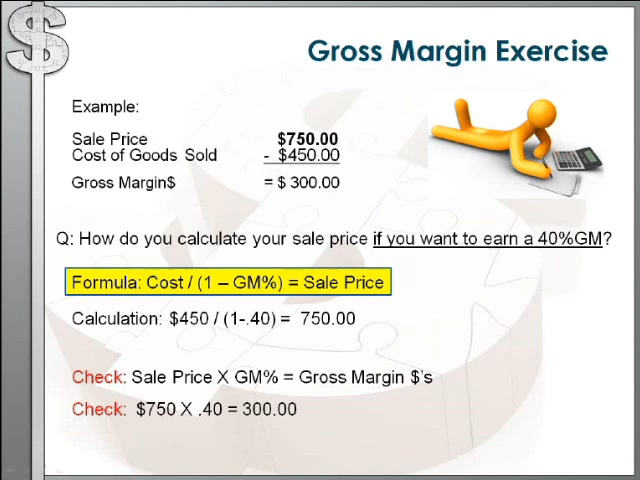 Gross Margin Exercise
Example:
Sale Price $750.00
Cost of Goods Sold - $450.00
Gross Margin$ = $ 300.00
Q: How do you calculate your sale price if you want to earn a 40%GM?
Formula: Cost / (1 – GM%) = Sale Price
Calculation: $450 / (1-.40) = 750.00
Check: Sale Price X GM% = Gross Margin $'s
Check: $750 X .40 = 300.00